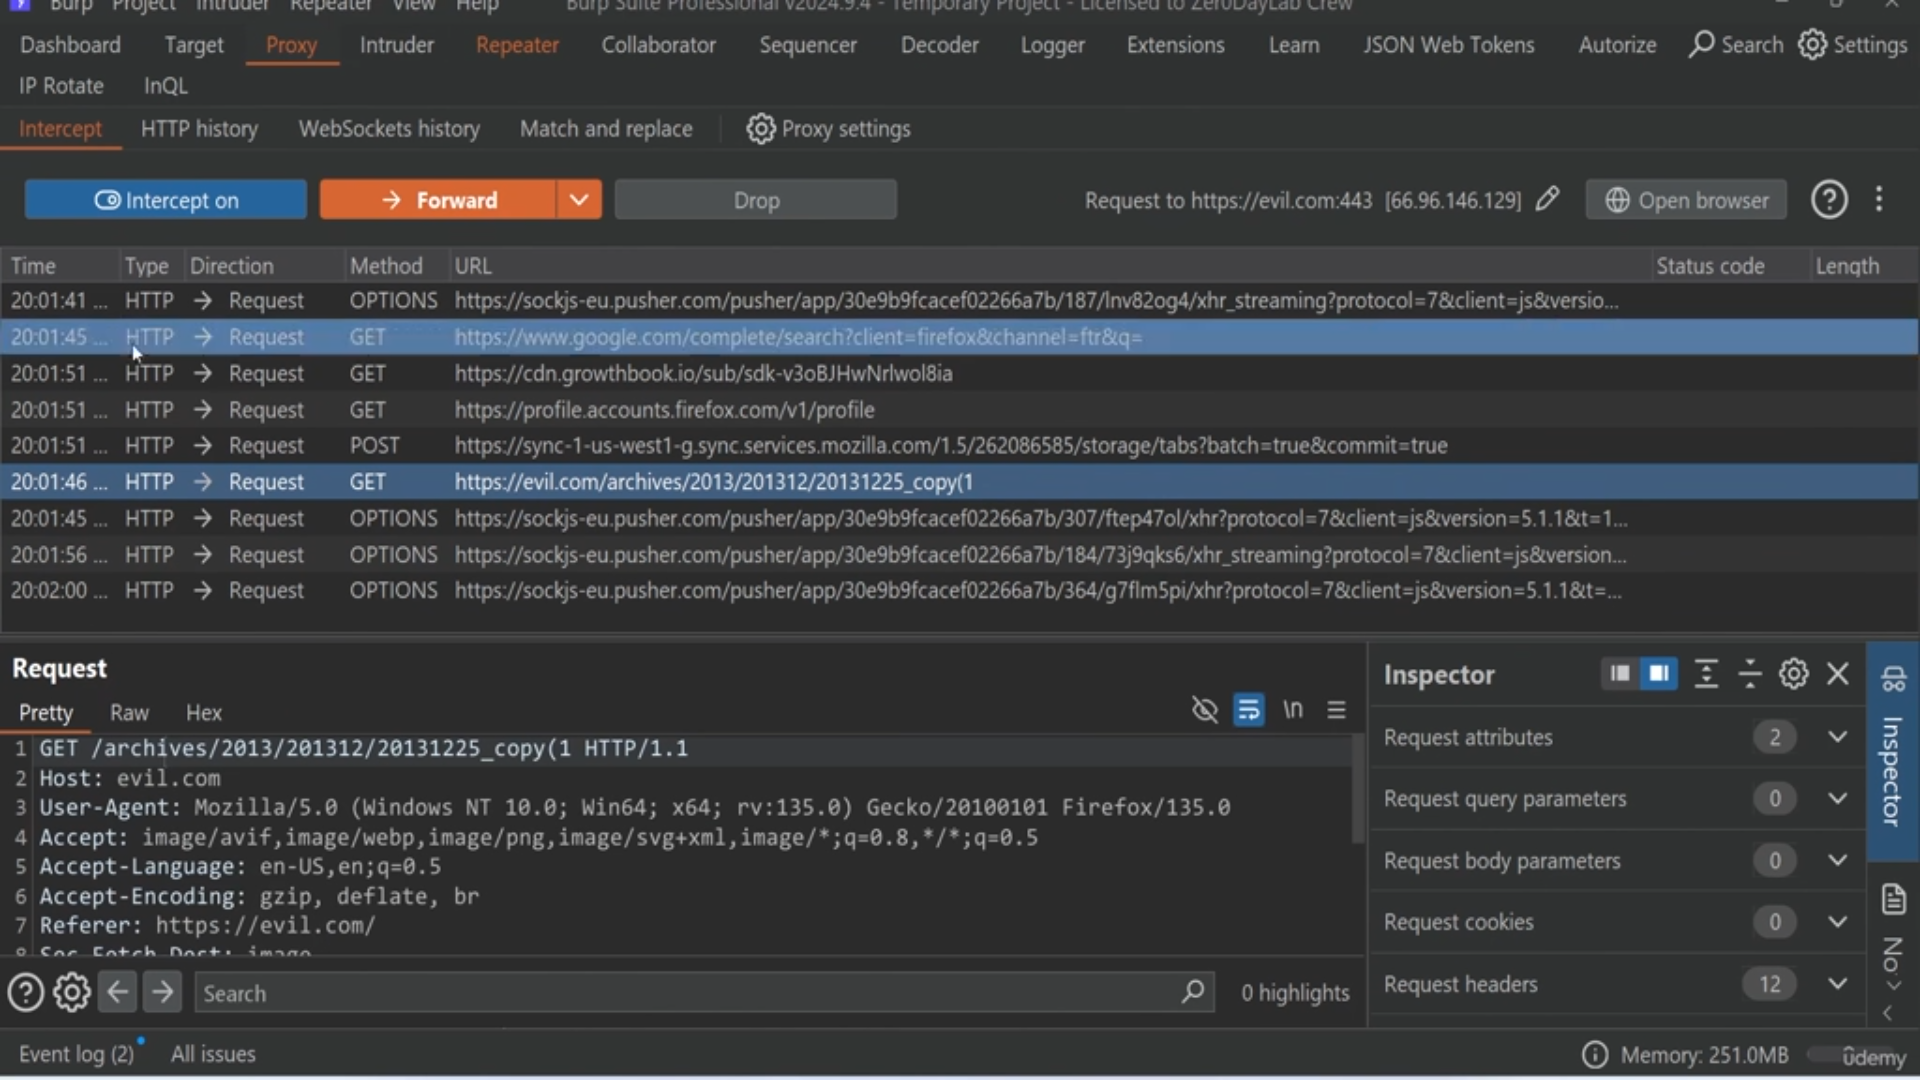 Burp Project Intruder Repeater View Help Burp Suite Professional v2024.9.4 - Temporary Project - Licensed to Zer0DayLab Crew
Dashboard Target Proxy Intruder Repeater Collaborator Sequencer Decoder Logger Extensions Learn JSON Web Tokens Autorize Search Settings
IP Rotate InQL
Intercept HTTP history WebSockets history Match and replace Proxy settings
Intercept on Forward Drop Request to https://evil.com:443 [66.96.146.129] Open browser
Time Type Direction Method URL Status code Length
20:01:41 ... HTTP → Request OPTIONS https://sockjs-eu.pusher.com/pusher/app/30e9b9fcacef02266a7b/187/lnv82og4/xhr_streaming?protocol=7&client=js&versio...
20:01:45 ... HTTP → Request GET https://www.google.com/complete/search?client=firefox&channel=ftr&q=
20:01:51 ... HTTP → Request GET https://cdn.growthbook.io/sub/sdk-v3oBJHwNrlwol8ia
20:01:51 ... HTTP → Request GET https://profile.accounts.firefox.com/v1/profile
20:01:51 ... HTTP → Request POST https://sync-1-us-west1-g.sync.services.mozilla.com/1.5/262086585/storage/tabs?batch=true&commit=true
20:01:46 ... HTTP → Request GET https://evil.com/archives/2013/201312/20131225_copy(1
20:01:45 ... HTTP → Request OPTIONS https://sockjs-eu.pusher.com/pusher/app/30e9b9fcacef02266a7b/307/ftep47ol/xhr?protocol=7&client=js&version=5.1.1&t=1...
20:01:56 ... HTTP → Request OPTIONS https://sockjs-eu.pusher.com/pusher/app/30e9b9fcacef02266a7b/184/73j9qks6/xhr_streaming?protocol=7&client=js&version...
20:02:00 ... HTTP → Request OPTIONS https://sockjs-eu.pusher.com/pusher/app/30e9b9fcacef02266a7b/364/g7flm5pi/xhr?protocol=7&client=js&version=5.1.1&t=...
Request
Pretty Raw Hex \n
1 GET /archives/2013/201312/20131225_copy(1 HTTP/1.1
2 Host: evil.com
3 User-Agent: Mozilla/5.0 (Windows NT 10.0; Win64; x64; rv:135.0) Gecko/20100101 Firefox/135.0
4 Accept: image/avif,image/webp,image/png,image/svg+xml,image/*;q=0.8,*/*;q=0.5
5 Accept-Language: en-US,en;q=0.5
6 Accept-Encoding: gzip, deflate, br
7 Referer: https://evil.com/
8 Sec-Fetch-Dest: image
Search 0 highlights
Inspector
Request attributes 2
Request query parameters 0
Request body parameters 0
Request cookies 0
Request headers 12
Inspector
No
Event log (2) All issues Memory: 251.0MB
ûdemy